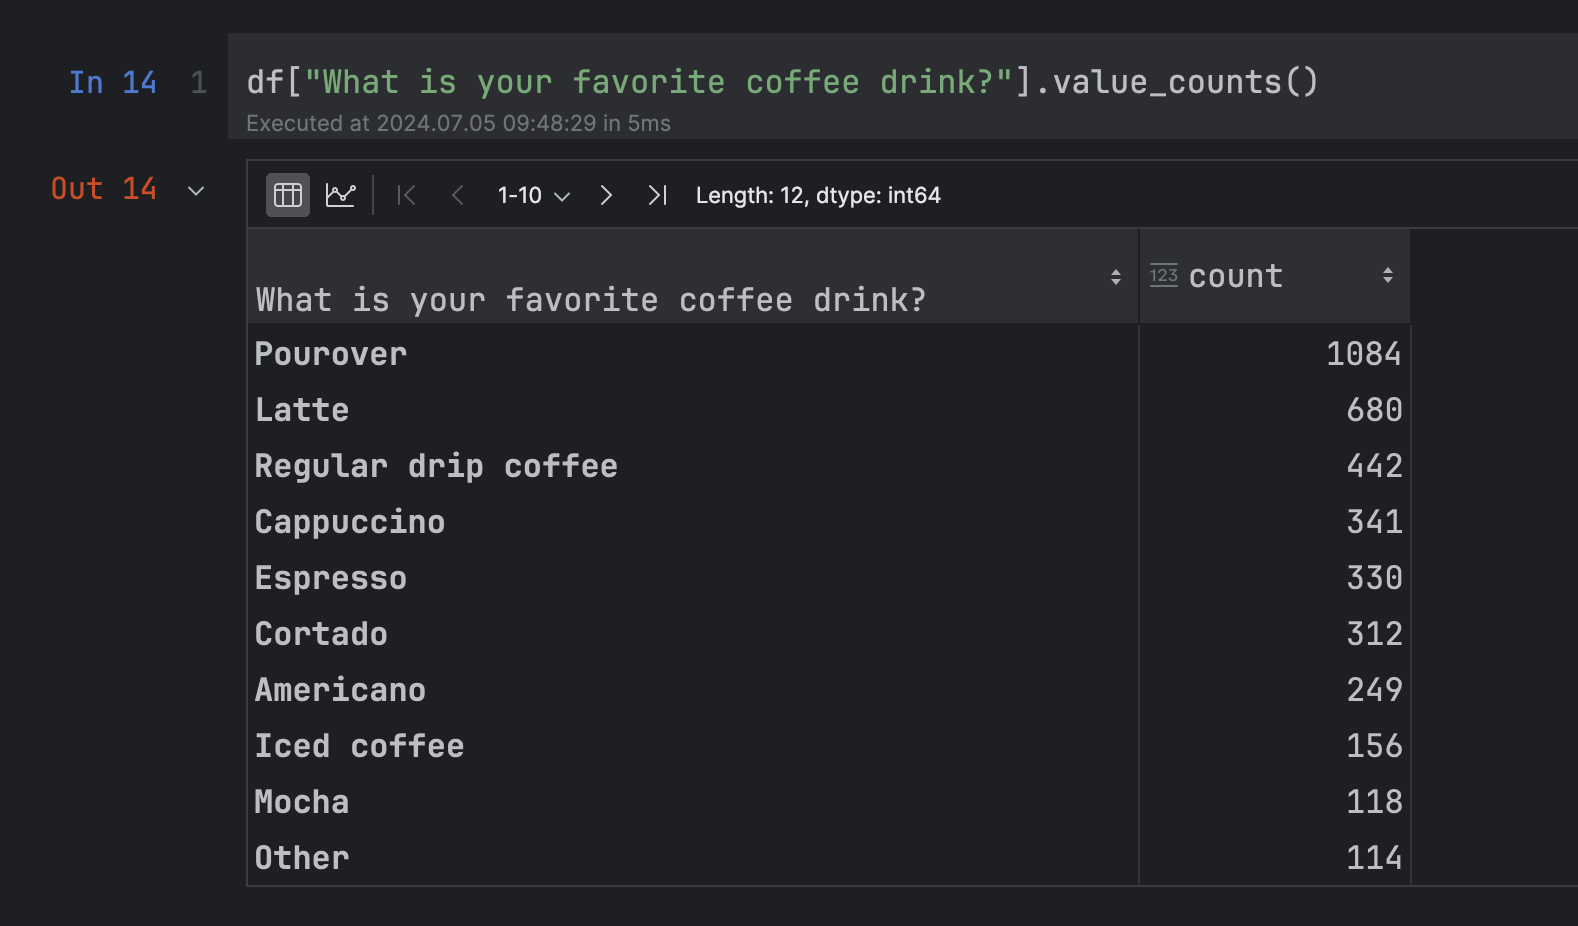 In 14 1 df["What is your favorite coffee drink?"].value_counts()
Executed at 2024.07.05 09:48:29 in 5ms
Out 14 1-10 Length: 12, dtype: int64
What is your favorite coffee drink? 123 count
Pourover 1084
Latte 680
Regular drip coffee 442
Cappuccino 341
Espresso 330
Cortado 312
Americano 249
Iced coffee 156
Mocha 118
Other 114